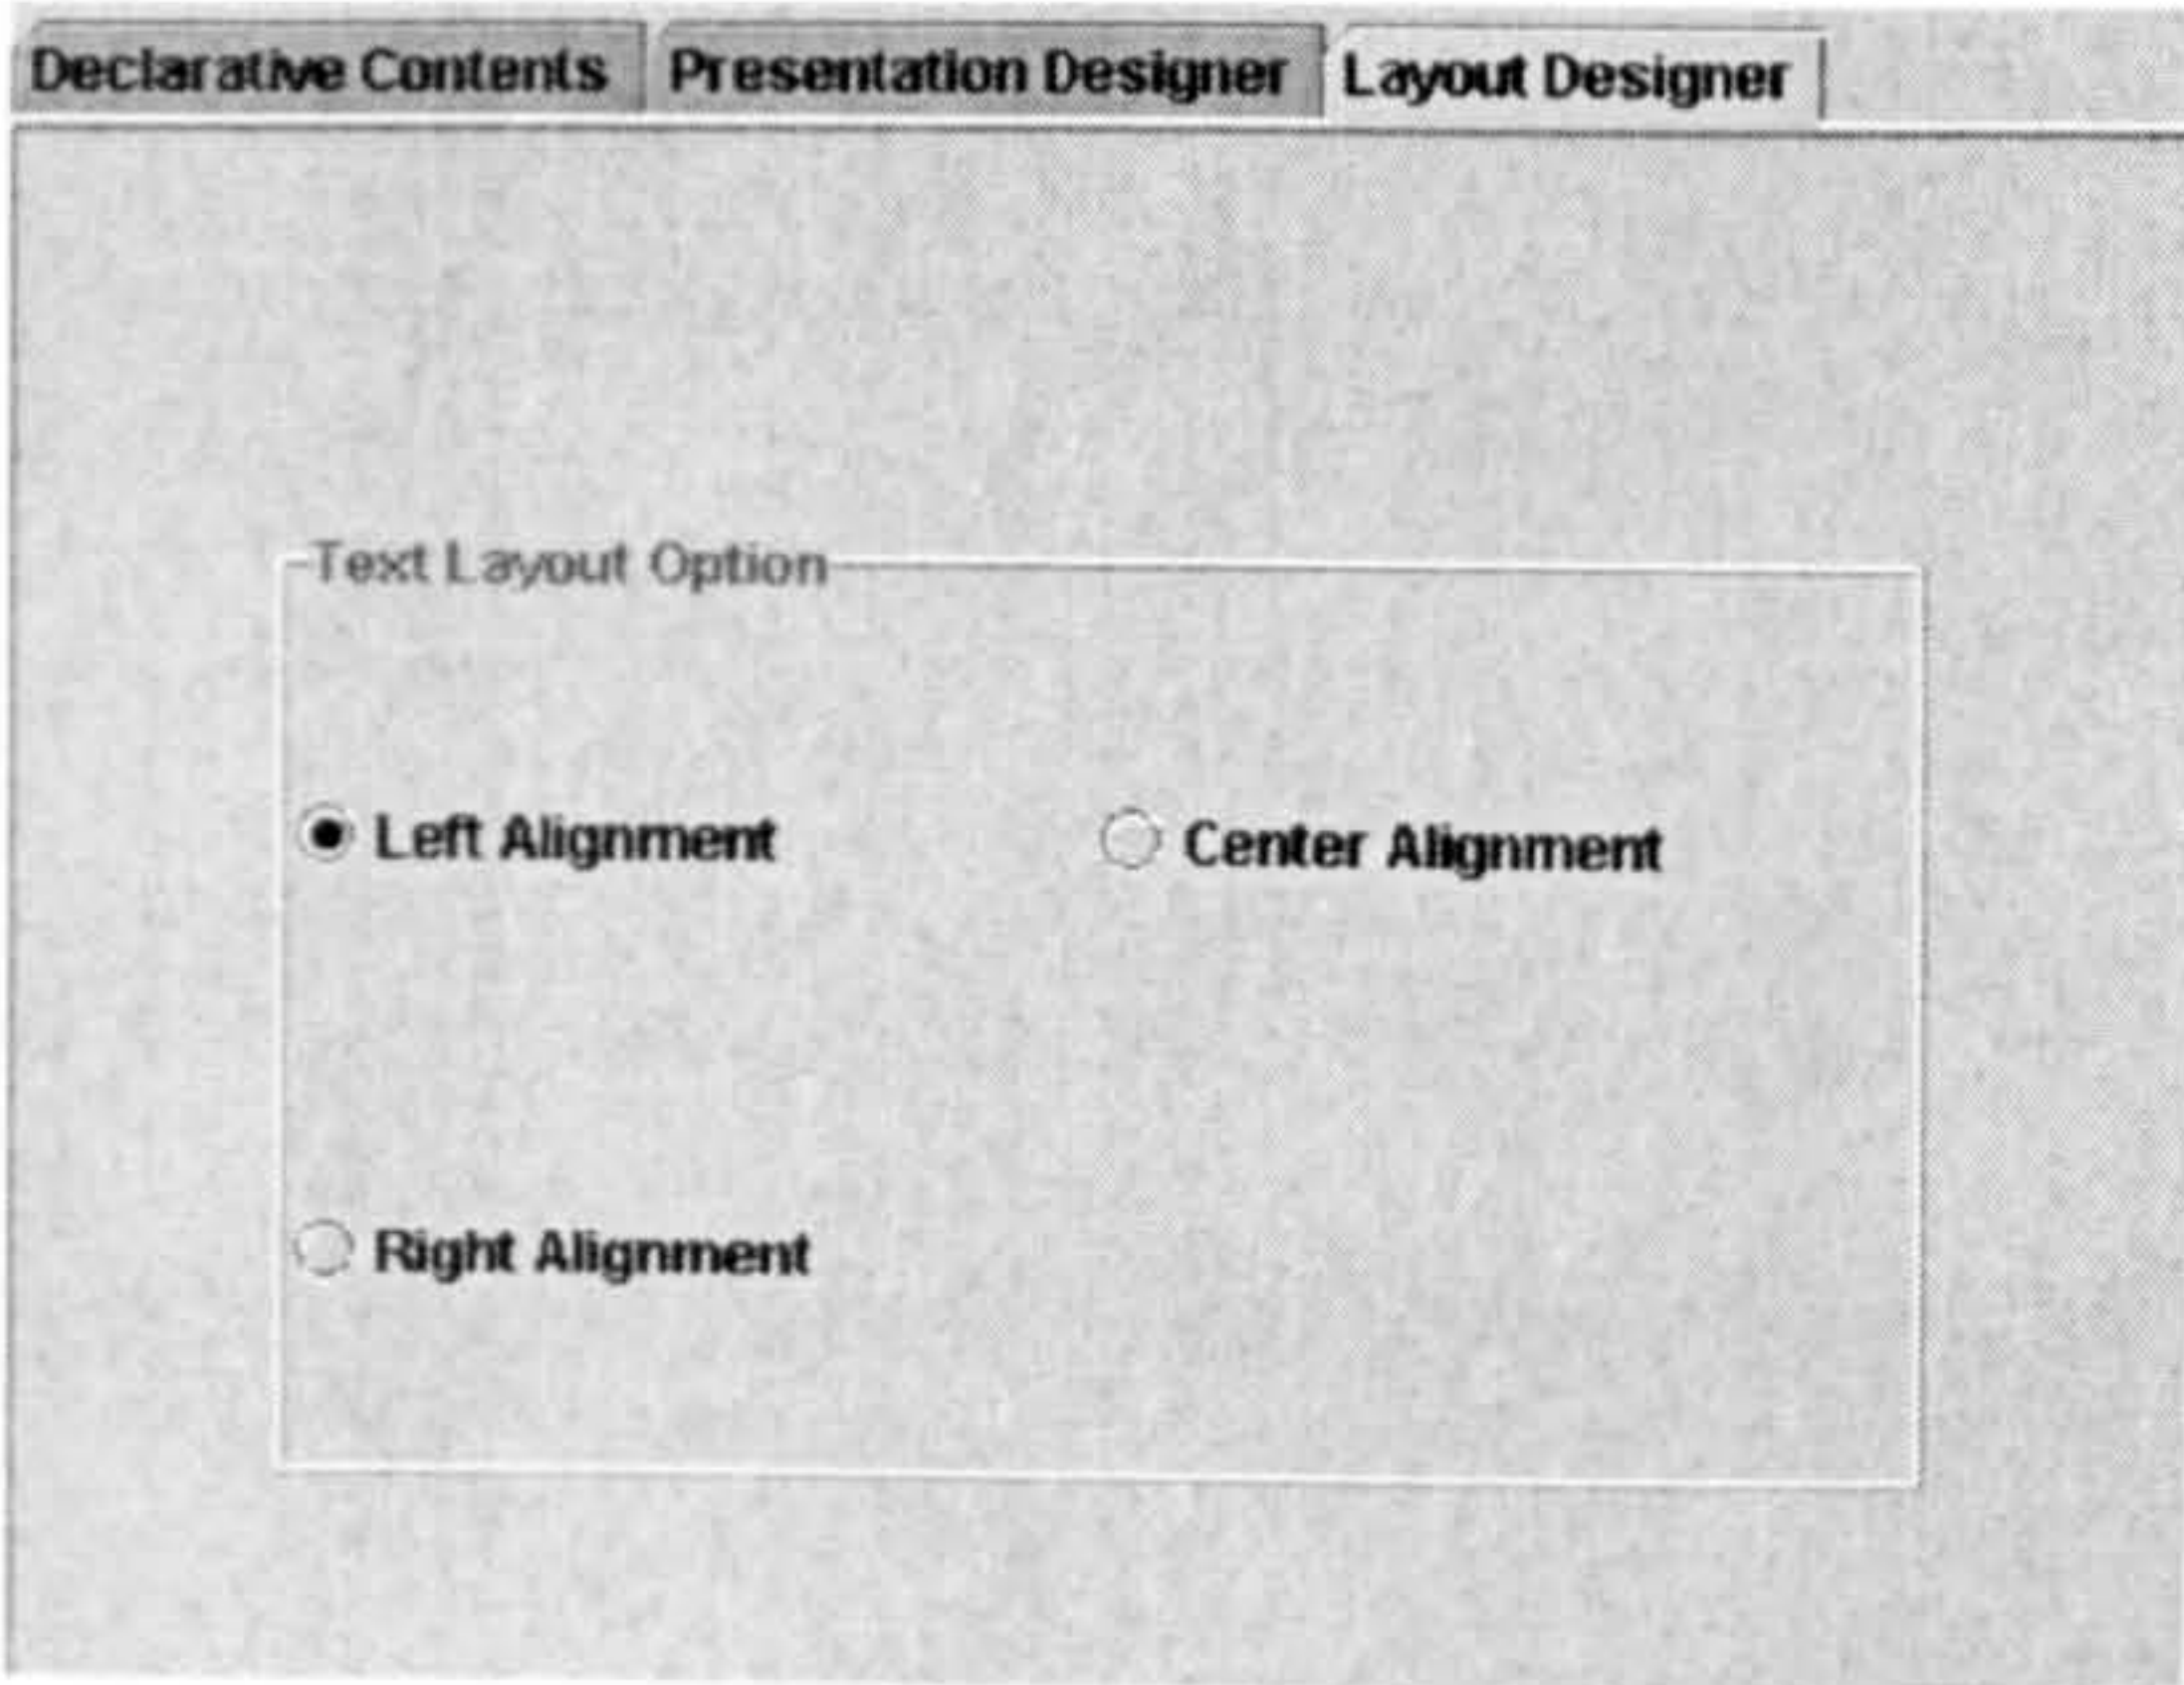 Declarative Contents Presentation Designer Layout Designer
Text Layout Option
Left Alignment Center Alignment
Right Alignment